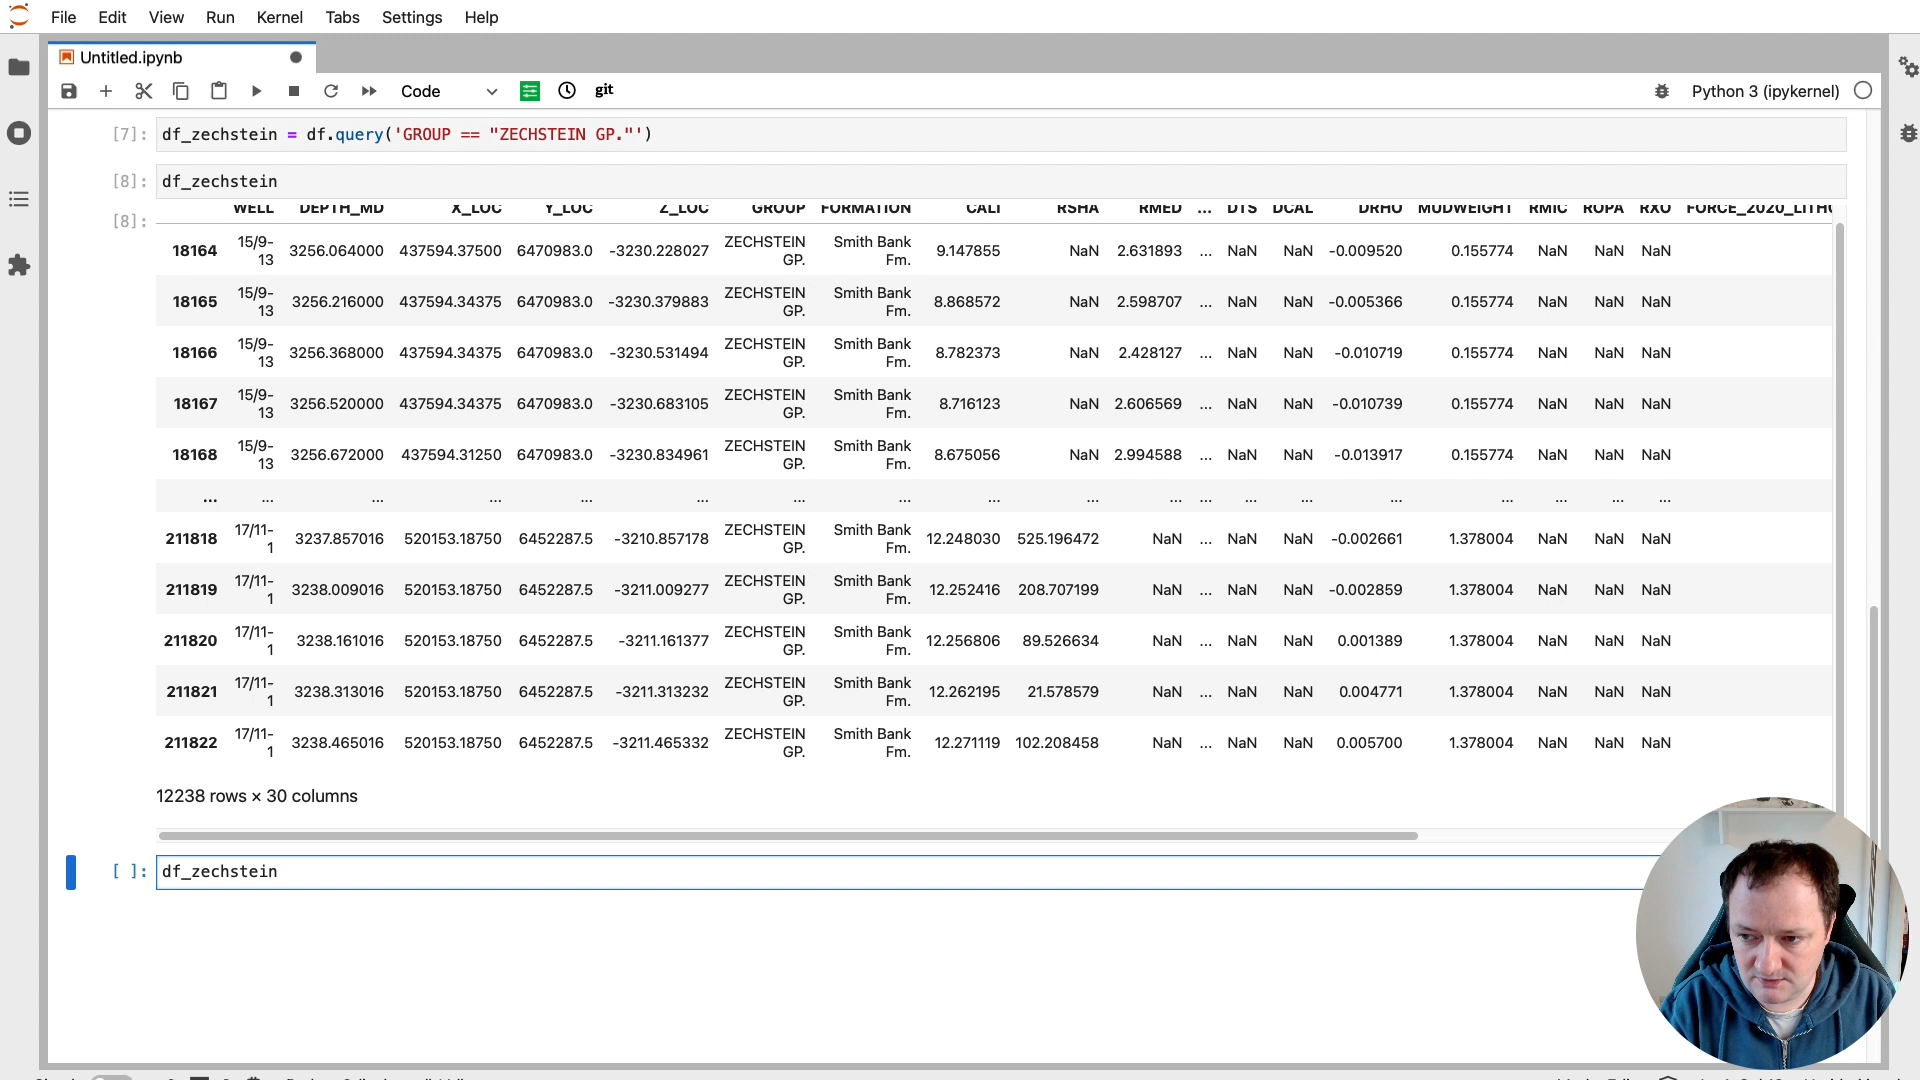 File Edit View Run Kernel Tabs Settings Help
Untitled.ipynb
Code git Python 3 (ipykernel)
[7]: df_zechstein = df.query('GROUP == "ZECHSTEIN GP."')
[8]: df_zechstein
[8]: WELL DEPTH_MD X_LOC Y_LOC Z_LOC GROUP FORMATION CALI RSHA RMED ... DTS DCAL DRHO MUDWEIGHT RMIC ROPA RXO FORCE_2020_LITHO
18164 15/9-13 3256.064000 437594.37500 6470983.0 -3230.228027 ZECHSTEIN GP. Smith Bank Fm. 9.147855 NaN 2.631893 ... NaN NaN -0.009520 0.155774 NaN NaN NaN
18165 15/9-13 3256.216000 437594.34375 6470983.0 -3230.379883 ZECHSTEIN GP. Smith Bank Fm. 8.868572 NaN 2.598707 ... NaN NaN -0.005366 0.155774 NaN NaN NaN
18166 15/9-13 3256.368000 437594.34375 6470983.0 -3230.531494 ZECHSTEIN GP. Smith Bank Fm. 8.782373 NaN 2.428127 ... NaN NaN -0.010719 0.155774 NaN NaN NaN
18167 15/9-13 3256.520000 437594.34375 6470983.0 -3230.683105 ZECHSTEIN GP. Smith Bank Fm. 8.716123 NaN 2.606569 ... NaN NaN -0.010739 0.155774 NaN NaN NaN
18168 15/9-13 3256.672000 437594.31250 6470983.0 -3230.834961 ZECHSTEIN GP. Smith Bank Fm. 8.675056 NaN 2.994588 ... NaN NaN -0.013917 0.155774 NaN NaN NaN
... ... ... ... ... ... ... ... ... ... ... ... ... ... ... ... ... ... ...
211818 17/11-1 3237.857016 520153.18750 6452287.5 -3210.857178 ZECHSTEIN GP. Smith Bank Fm. 12.248030 525.196472 NaN ... NaN NaN -0.002661 1.378004 NaN NaN NaN
211819 17/11-1 3238.009016 520153.18750 6452287.5 -3211.009277 ZECHSTEIN GP. Smith Bank Fm. 12.252416 208.707199 NaN ... NaN NaN -0.002859 1.378004 NaN NaN NaN
211820 17/11-1 3238.161016 520153.18750 6452287.5 -3211.161377 ZECHSTEIN GP. Smith Bank Fm. 12.256806 89.526634 NaN ... NaN NaN 0.001389 1.378004 NaN NaN NaN
211821 17/11-1 3238.313016 520153.18750 6452287.5 -3211.313232 ZECHSTEIN GP. Smith Bank Fm. 12.262195 21.578579 NaN ... NaN NaN 0.004771 1.378004 NaN NaN NaN
211822 17/11-1 3238.465016 520153.18750 6452287.5 -3211.465332 ZECHSTEIN GP. Smith Bank Fm. 12.271119 102.208458 NaN ... NaN NaN 0.005700 1.378004 NaN NaN NaN
12238 rows × 30 columns
[ ]: df_zechstein